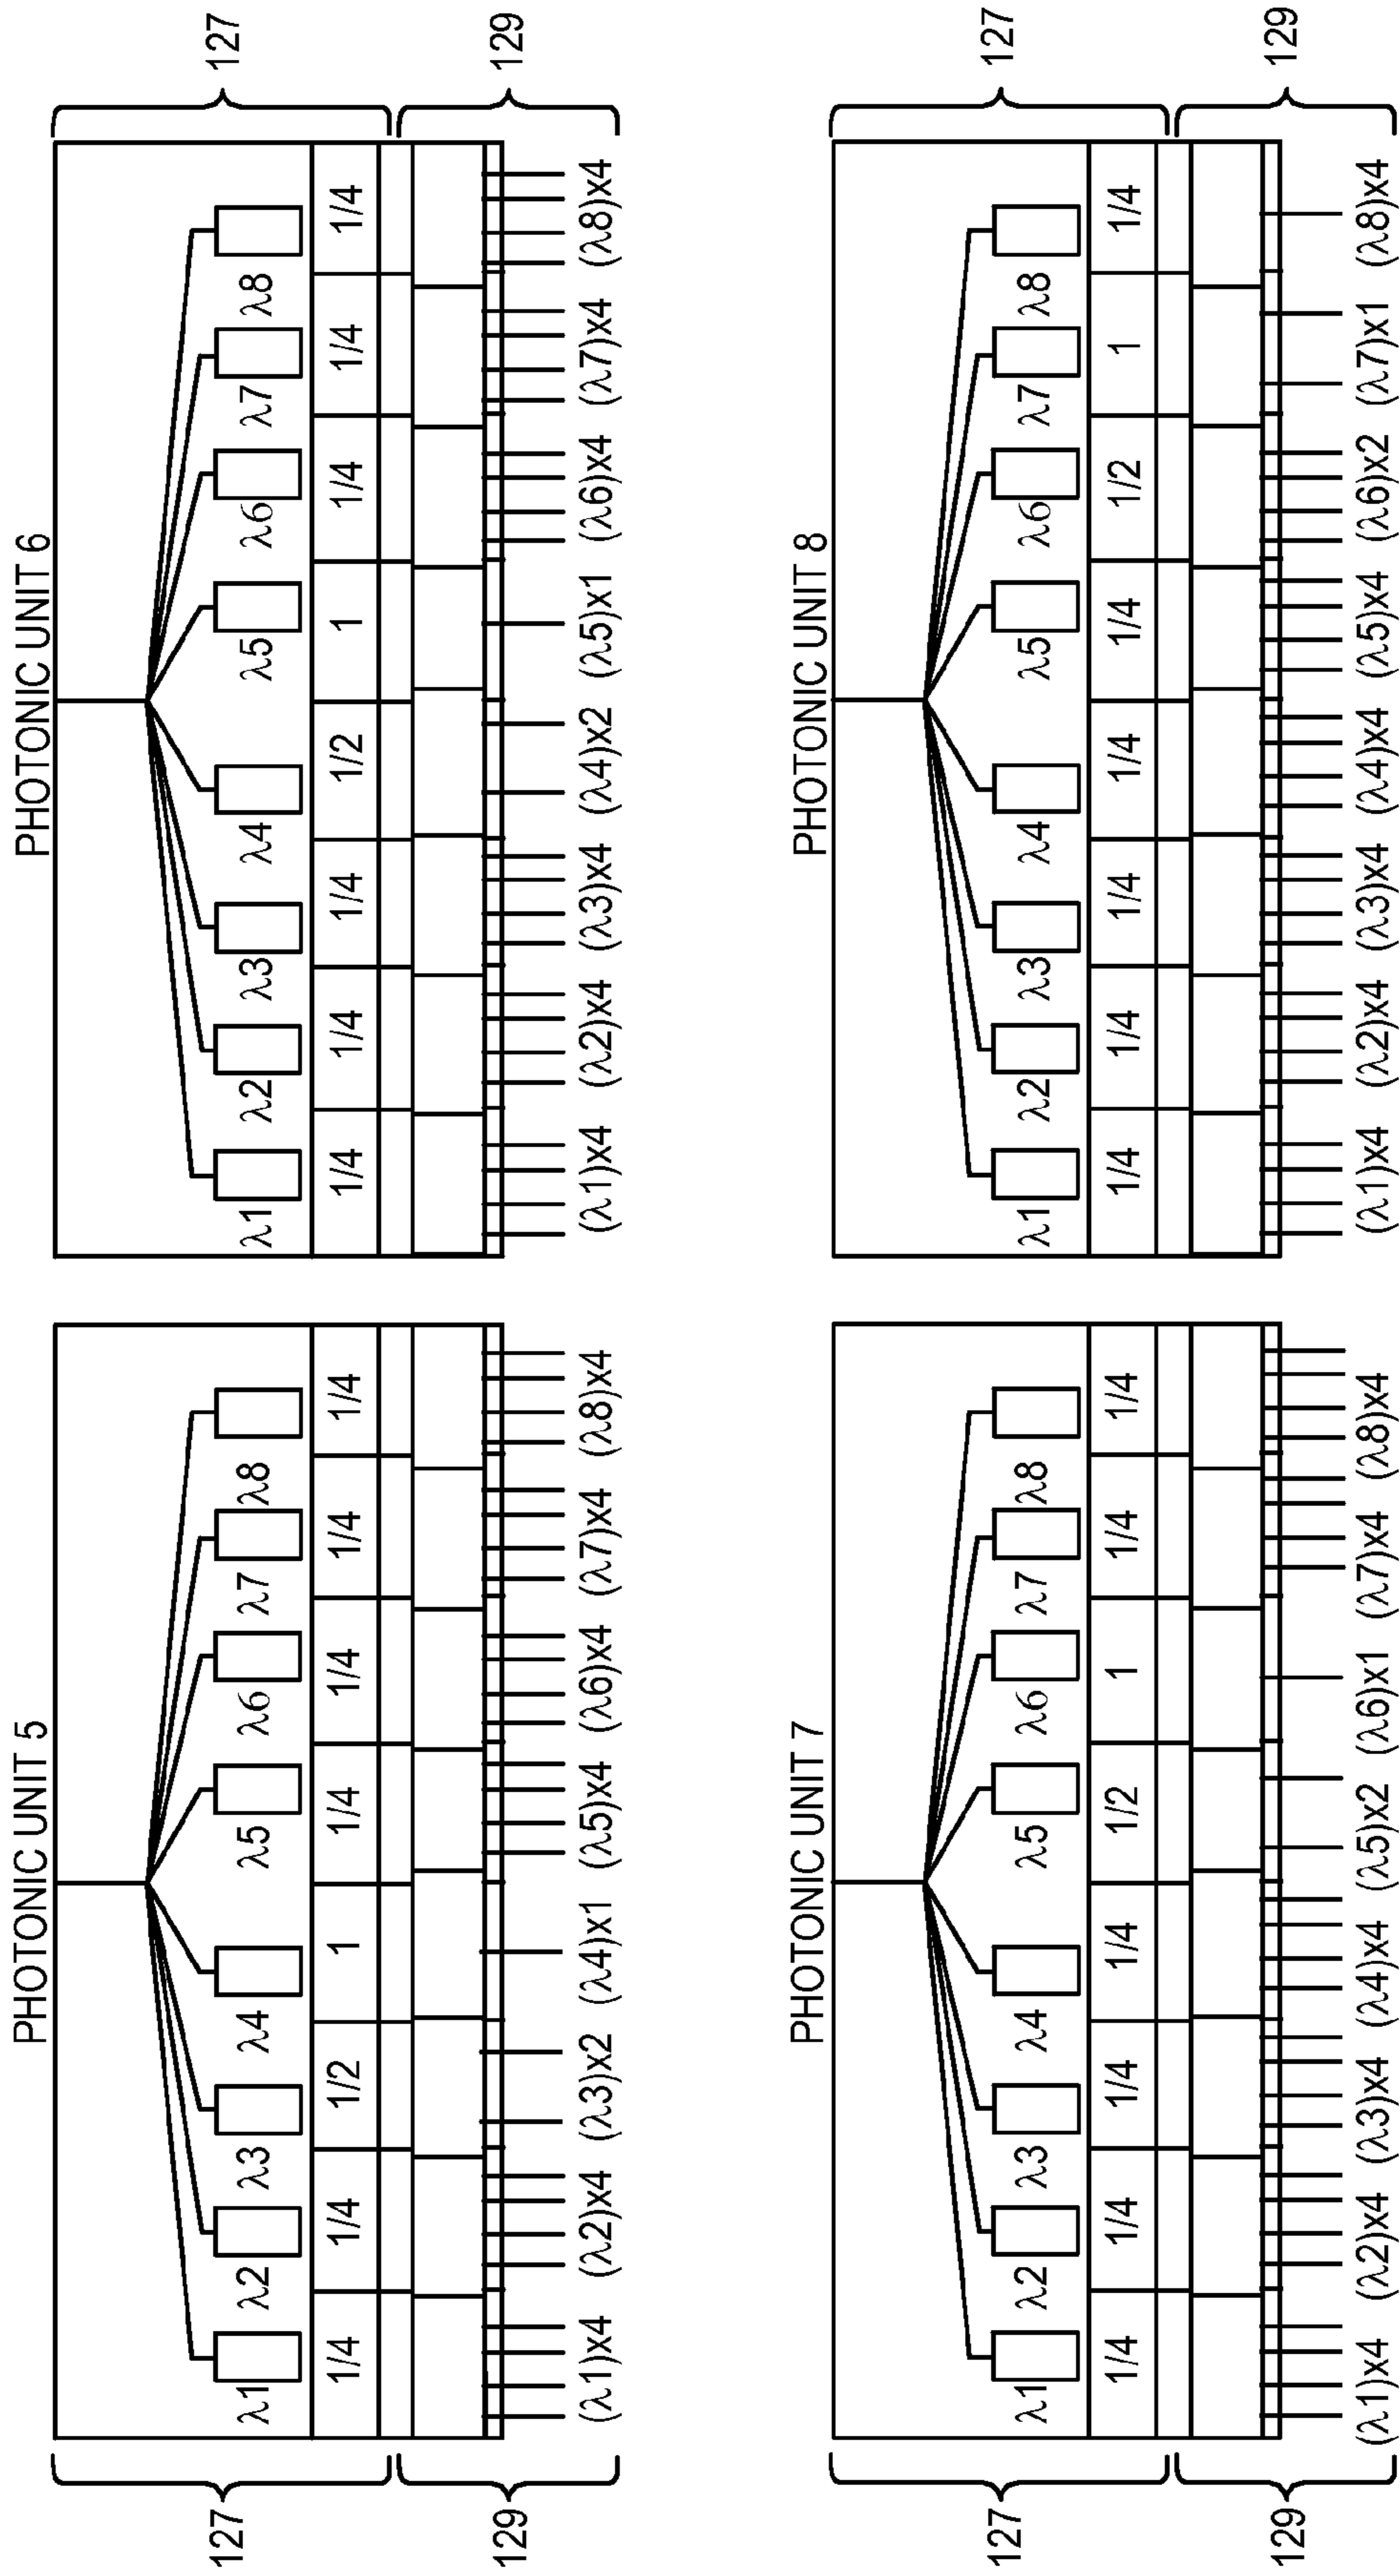 PHOTONIC UNIT 5
λ1 λ2 λ3 λ4 λ5 λ6 λ7 λ8
1/4 1/4 1/2 1 1/4 1/4 1/4 1/4
(λ1)x4 (λ2)x4 (λ3)x2 (λ4)x1 (λ5)x4 (λ6)x4 (λ7)x4 (λ8)x4
127
129
PHOTONIC UNIT 6
λ1 λ2 λ3 λ4 λ5 λ6 λ7 λ8
1/4 1/4 1/4 1/2 1 1/4 1/4 1/4
(λ1)x4 (λ2)x4 (λ3)x4 (λ4)x2 (λ5)x1 (λ6)x4 (λ7)x4 (λ8)x4
127
129
PHOTONIC UNIT 7
λ1 λ2 λ3 λ4 λ5 λ6 λ7 λ8
1/4 1/4 1/4 1/4 1/2 1 1/4 1/4
(λ1)x4 (λ2)x4 (λ3)x4 (λ4)x4 (λ5)x2 (λ6)x1 (λ7)x4 (λ8)x4
127
129
PHOTONIC UNIT 8
λ1 λ2 λ3 λ4 λ5 λ6 λ7 λ8
1/4 1/4 1/4 1/4 1/4 1/2 1 1/4
(λ1)x4 (λ2)x4 (λ3)x4 (λ4)x4 (λ5)x4 (λ6)x2 (λ7)x1 (λ8)x4
127
129